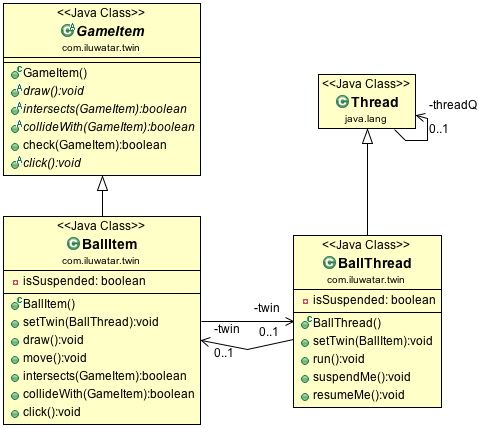 <<Java Class>>
GameItem
com.iluwatar.twin
GameItem()
draw():void
intersects(GameItem):boolean
collideWith(GameItem):boolean
check(GameItem):boolean
click():void
<<Java Class>>
Thread
java.lang
-threadQ
0..1
<<Java Class>>
BallItem
com.iluwatar.twin
isSuspended: boolean
BallItem()
setTwin(BallThread):void
draw():void
move():void
intersects(GameItem):boolean
collideWith(GameItem):boolean
click():void
-twin
0..1
-twin
0..1
<<Java Class>>
BallThread
com.iluwatar.twin
isSuspended: boolean
BallThread()
setTwin(BallItem):void
run():void
suspendMe():void
resumeMe():void